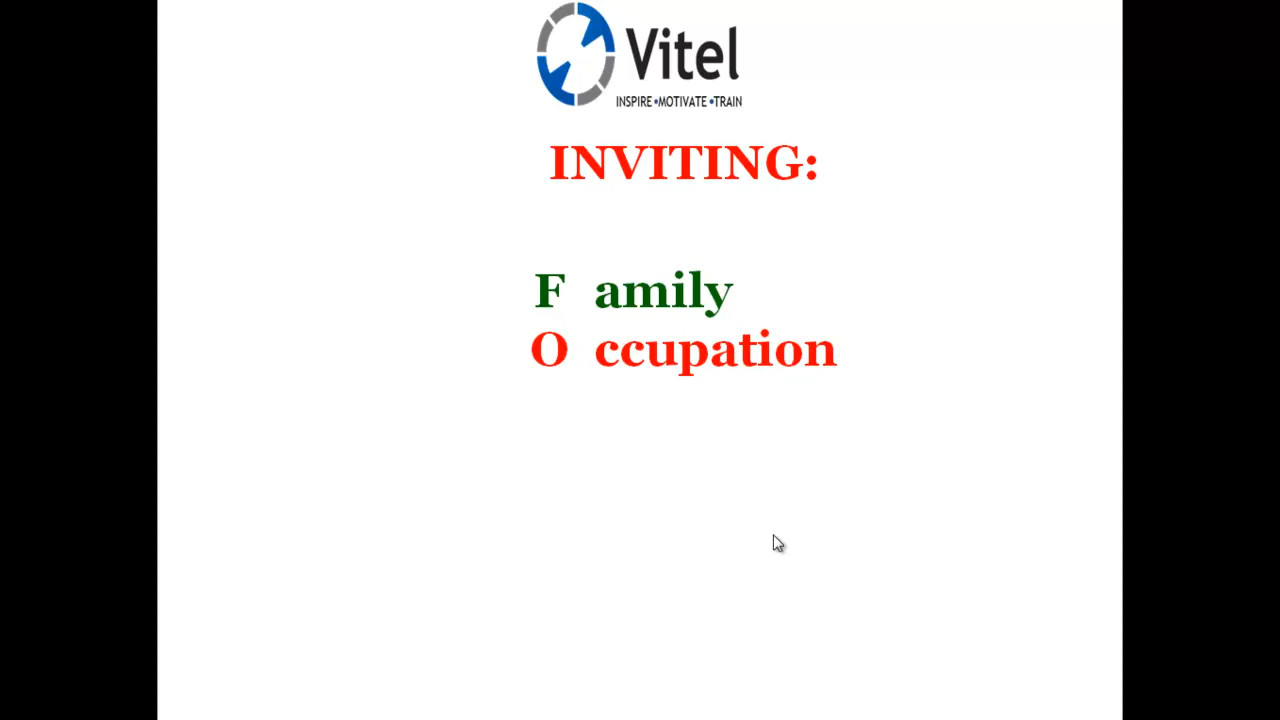 Vitel
INSPIRE •MOTIVATE •TRAIN
INVITING:
F amily
O ccupation